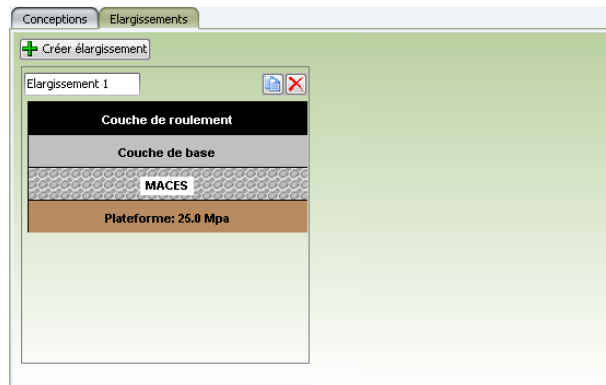 Conceptions Elargissements
Créer élargissement
Elargissement 1
Couche de roulement
Couche de base
MACES
Plateforme: 25.0 Mpa